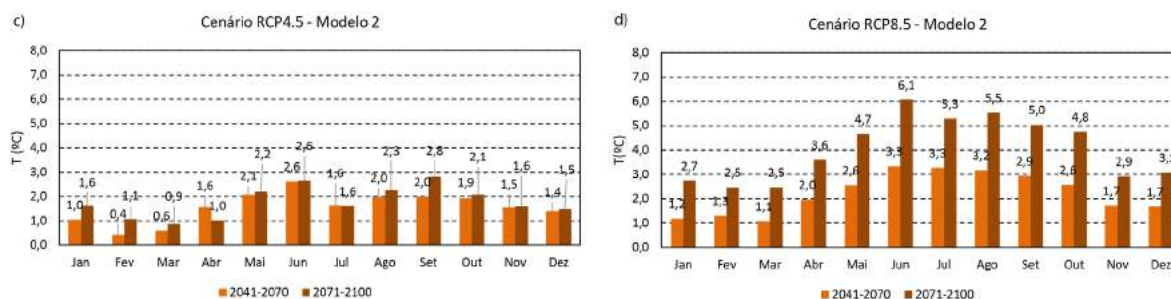 c)
Cenário RCP4.5 - Modelo 2
T (ºC)
8,0
7,0
6,0
5,0
4,0
3,0
2,0
1,0
0,0
1,0 1,6 0,4 1,1 0,6 0,9 1,6 1,0 2,1 2,2 2,6 2,6 1,6 1,6 2,0 2,3 2,0 2,8 1,9 2,1 1,5 1,6 1,4 1,5
Jan Fev Mar Abr Mai Jun Jul Ago Set Out Nov Dez
2041-2070 2071-2100
d)
Cenário RCP8.5 - Modelo 2
T(ºC)
8,0
7,0
6,0
5,0
4,0
3,0
2,0
1,0
0,0
1,2 2,7 1,3 2,5 1,1 2,5 2,0 3,6 2,6 4,7 3,3 6,1 3,3 5,3 3,2 5,5 2,9 5,0 2,6 4,8 1,7 2,9 1,7
Jan Fev Mar Abr Mai Jun Jul Ago Set Out Nov Dez
2041-2070 2071-2100